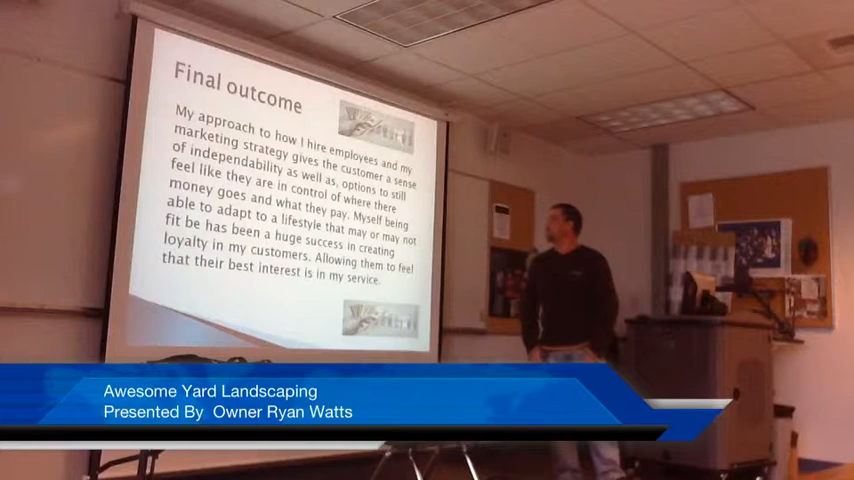 Final outcome
My approach to how I hire employees and my
marketing strategy gives the customer a sense
of independability as well as, options to still
feel like they are in control of where there
money goes and what they pay. Myself being
able to adapt to a lifestyle that may or may not
fit be has been a huge success in creating
loyalty in my customers. Allowing them to feel
that their best interest is in my service.
Awesome Yard Landscaping
Presented By Owner Ryan Watts